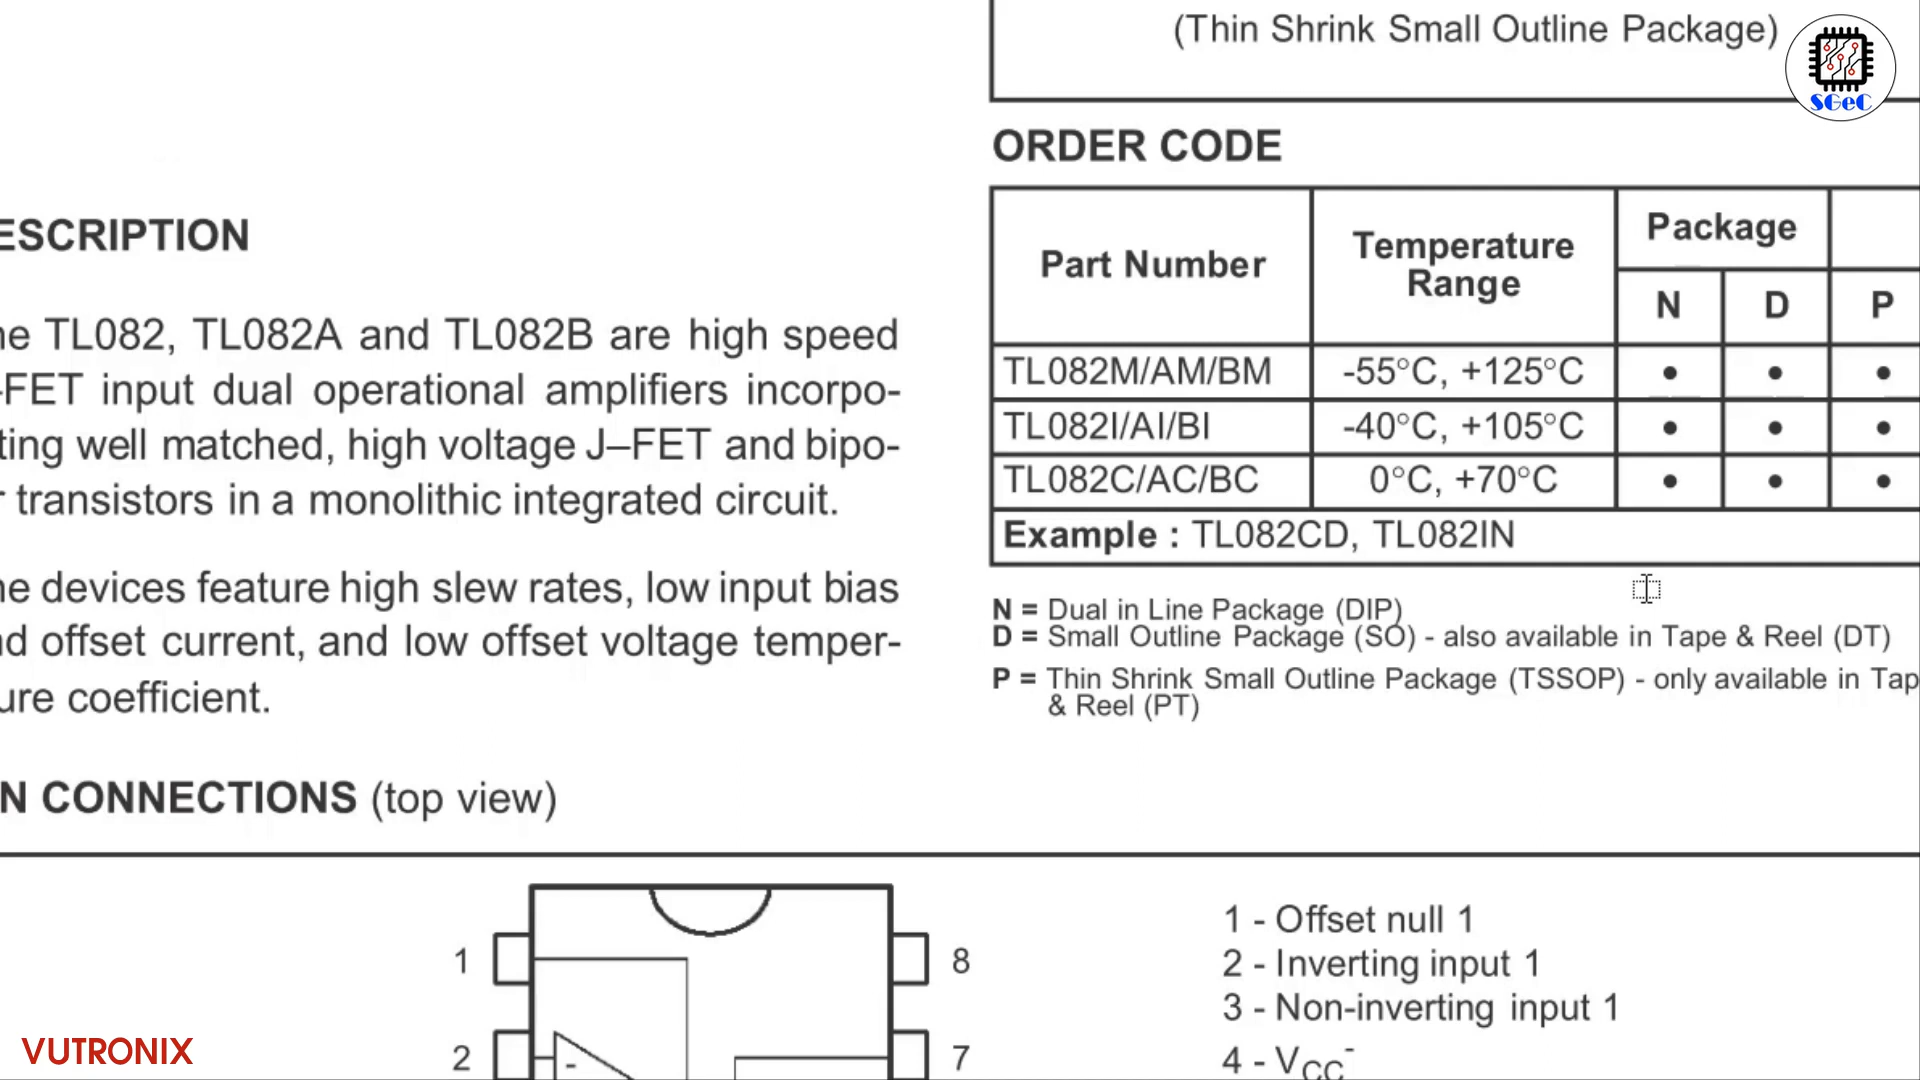 (Thin Shrink Small Outline Package)
SGeC
ORDER CODE
Part Number
Temperature
Range
Package
N
D
P
TL082M/AM/BM
-55°C, +125°C
•
•
•
TL082I/AI/BI
-40°C, +105°C
•
•
•
TL082C/AC/BC
0°C, +70°C
•
•
•
Example : TL082CD, TL082IN
N = Dual in Line Package (DIP)
D = Small Outline Package (SO) - also available in Tape & Reel (DT)
P = Thin Shrink Small Outline Package (TSSOP) - only available in Tap
& Reel (PT)
ESCRIPTION
he TL082, TL082A and TL082B are high speed
-FET input dual operational amplifiers incorpo-
ting well matched, high voltage J–FET and bipo-
r transistors in a monolithic integrated circuit.
he devices feature high slew rates, low input bias
nd offset current, and low offset voltage temper-
ure coefficient.
N CONNECTIONS (top view)
1
8
2
-
7
1 - Offset null 1
2 - Inverting input 1
3 - Non-inverting input 1
4 - VCC-
VUTRONIX